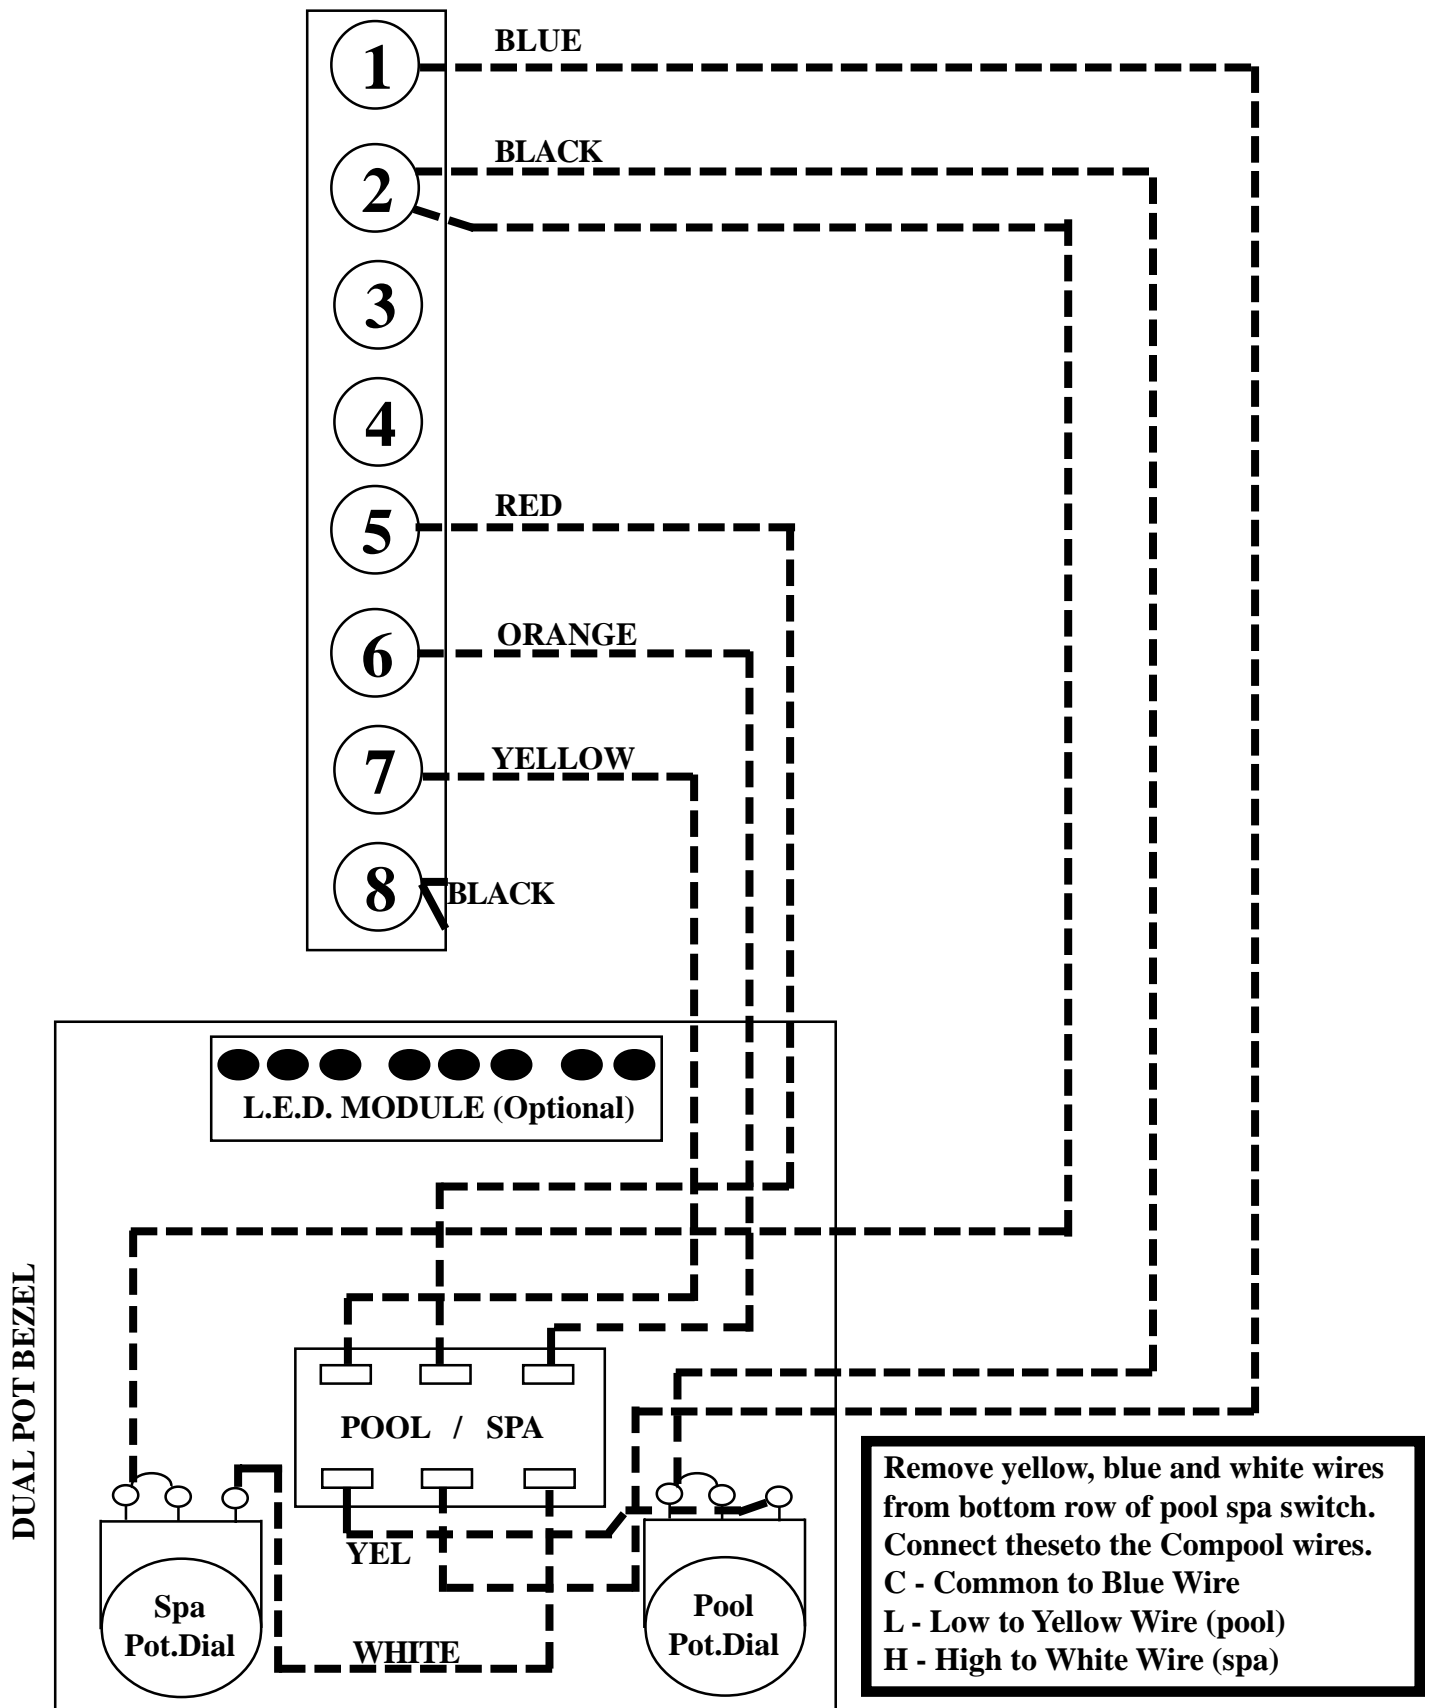 1
BLUE
2
BLACK
3
4
5
RED
6
ORANGE
7
YELLOW
8
BLACK
L.E.D. MODULE (Optional)
DUAL POT BEZEL
POOL / SPA
YEL
WHITE
Spa
Pot.Dial
Pool
Pot.Dial
Remove yellow, blue and white wires
from bottom row of pool spa switch.
Connect theseto the Compool wires.
C - Common to Blue Wire
L - Low to Yellow Wire (pool)
H - High to White Wire (spa)